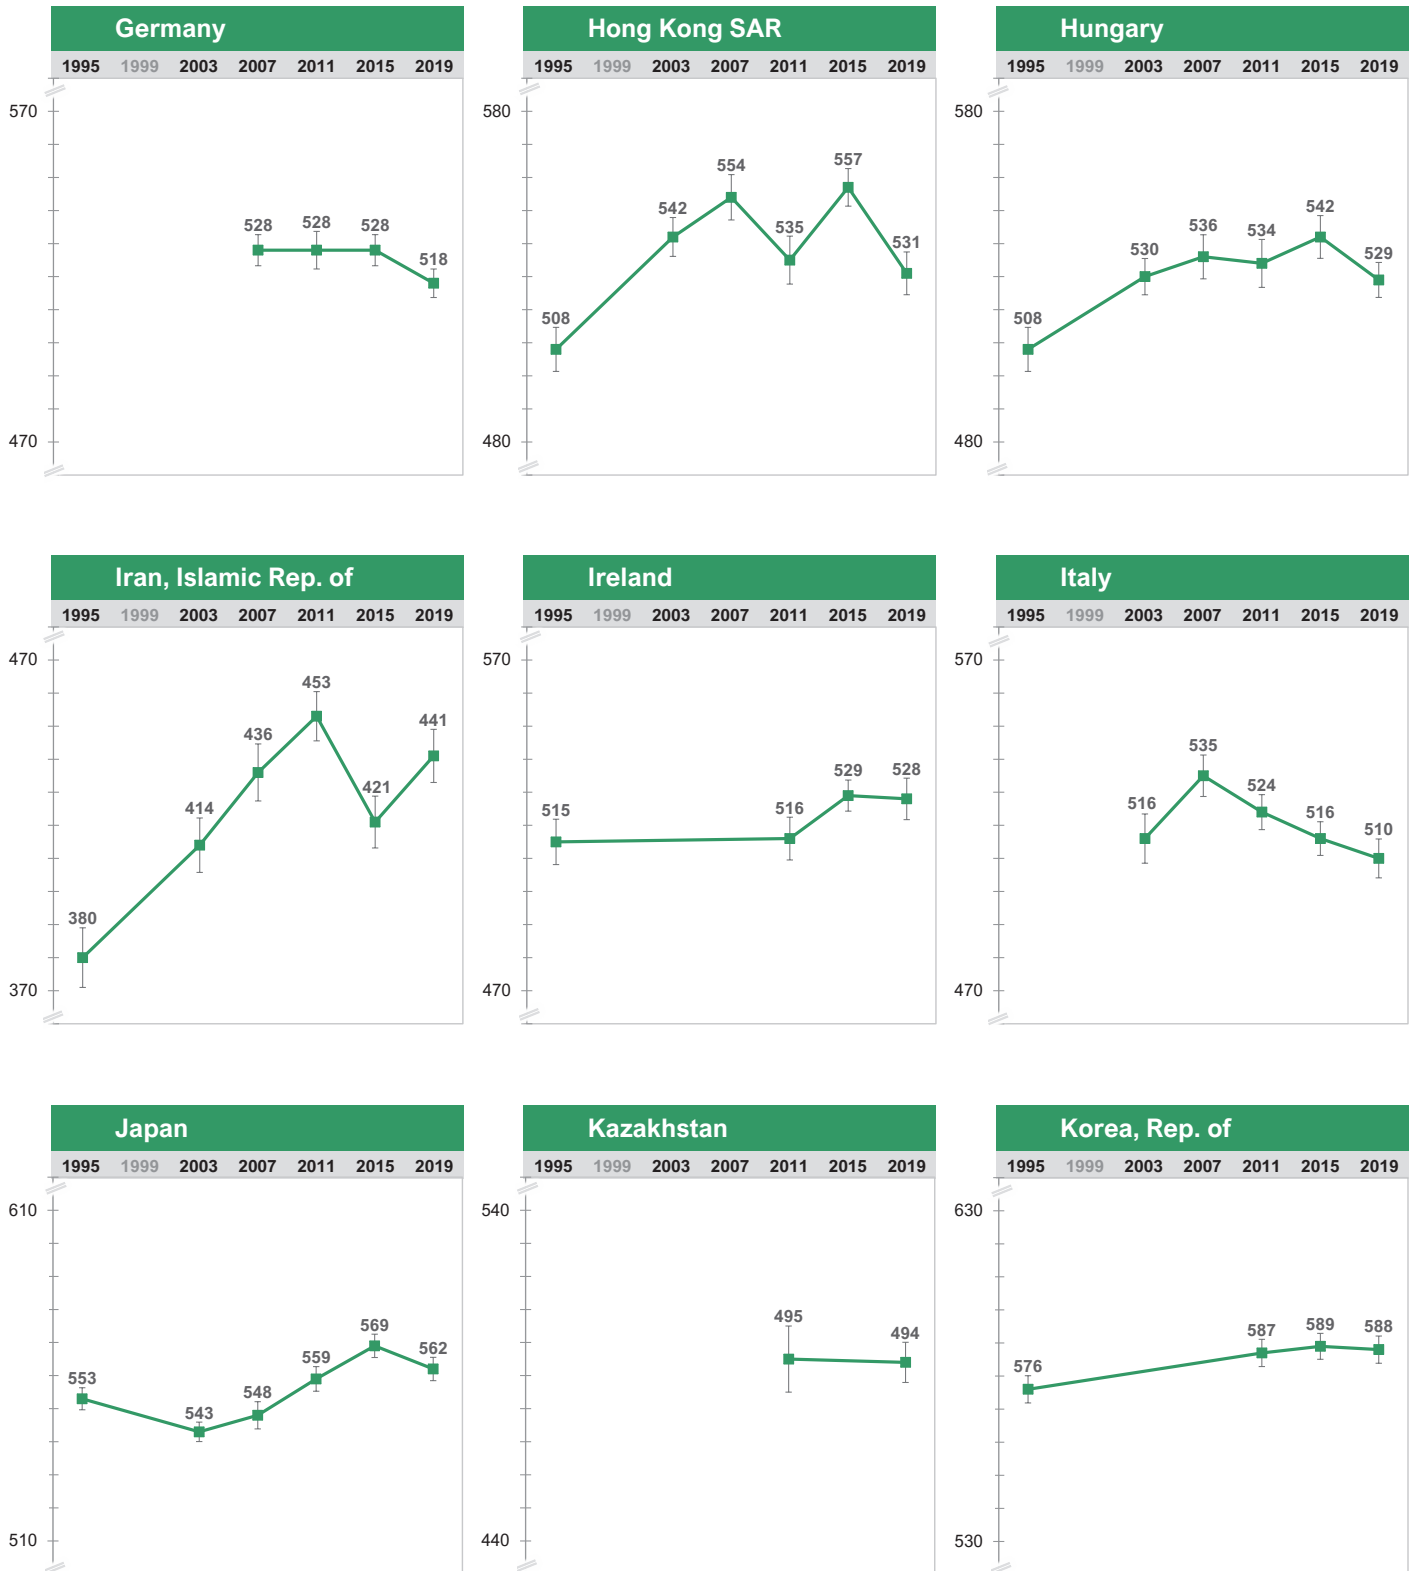 Germany
1995 1999 2003 2007 2011 2015 2019
570
528 528 528 518
470
Hong Kong SAR
1995 1999 2003 2007 2011 2015 2019
580
508 542 554 535 557 531
480
Hungary
1995 1999 2003 2007 2011 2015 2019
580
508 530 536 534 542 529
480
Iran, Islamic Rep. of
1995 1999 2003 2007 2011 2015 2019
470
380 414 436 453 421 441
370
Ireland
1995 1999 2003 2007 2011 2015 2019
570
515 516 529 528
470
Italy
1995 1999 2003 2007 2011 2015 2019
570
516 535 524 516 510
470
Japan
1995 1999 2003 2007 2011 2015 2019
610
553 543 548 559 569 562
510
Kazakhstan
1995 1999 2003 2007 2011 2015 2019
540
495 494
440
Korea, Rep. of
1995 1999 2003 2007 2011 2015 2019
630
576 587 589 588
530